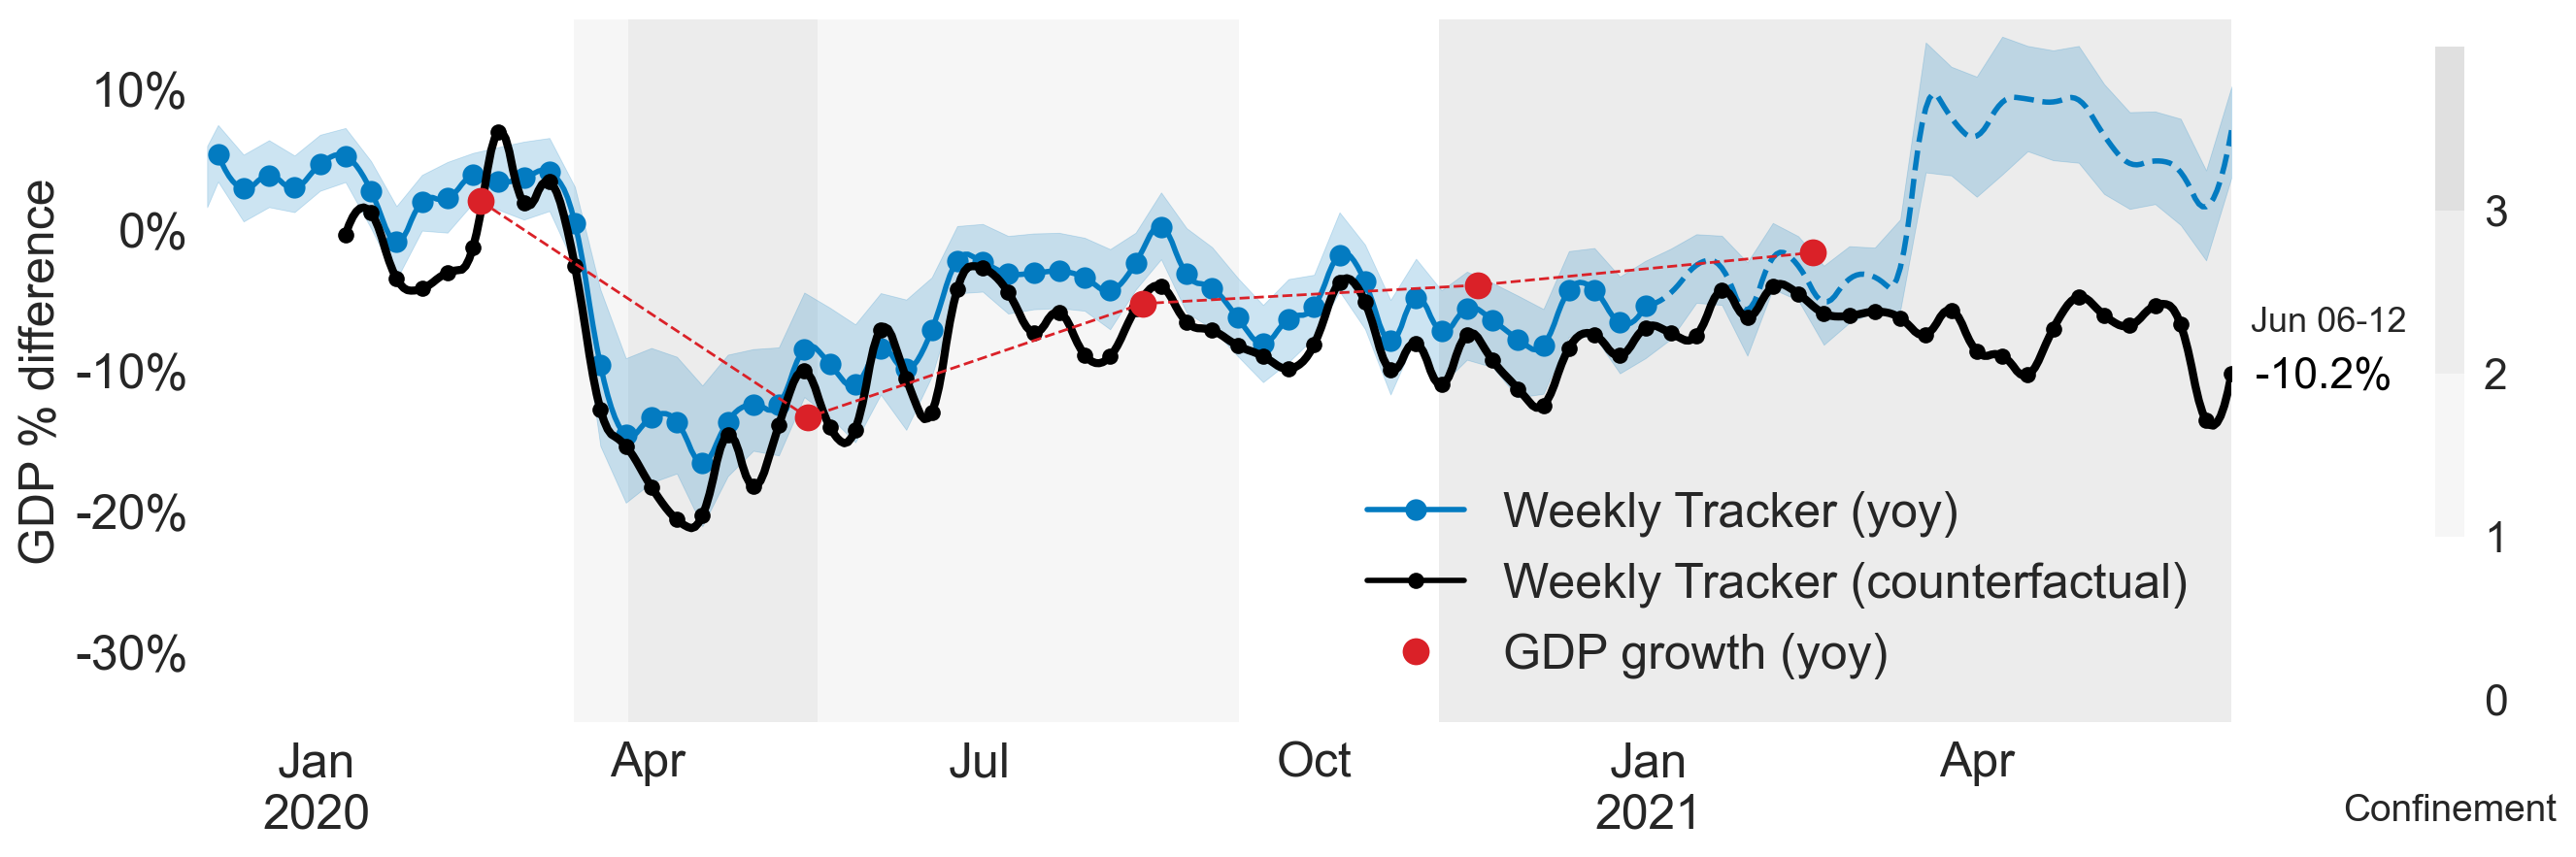 GDP % difference
10%
0%
-10%
-20%
-30%
Jan
2020
Apr
Jul
Oct
Jan
2021
Apr
Weekly Tracker (yoy)
Weekly Tracker (counterfactual)
GDP growth (yoy)
Jun 06-12
-10.2%
3
2
1
0
Confinement